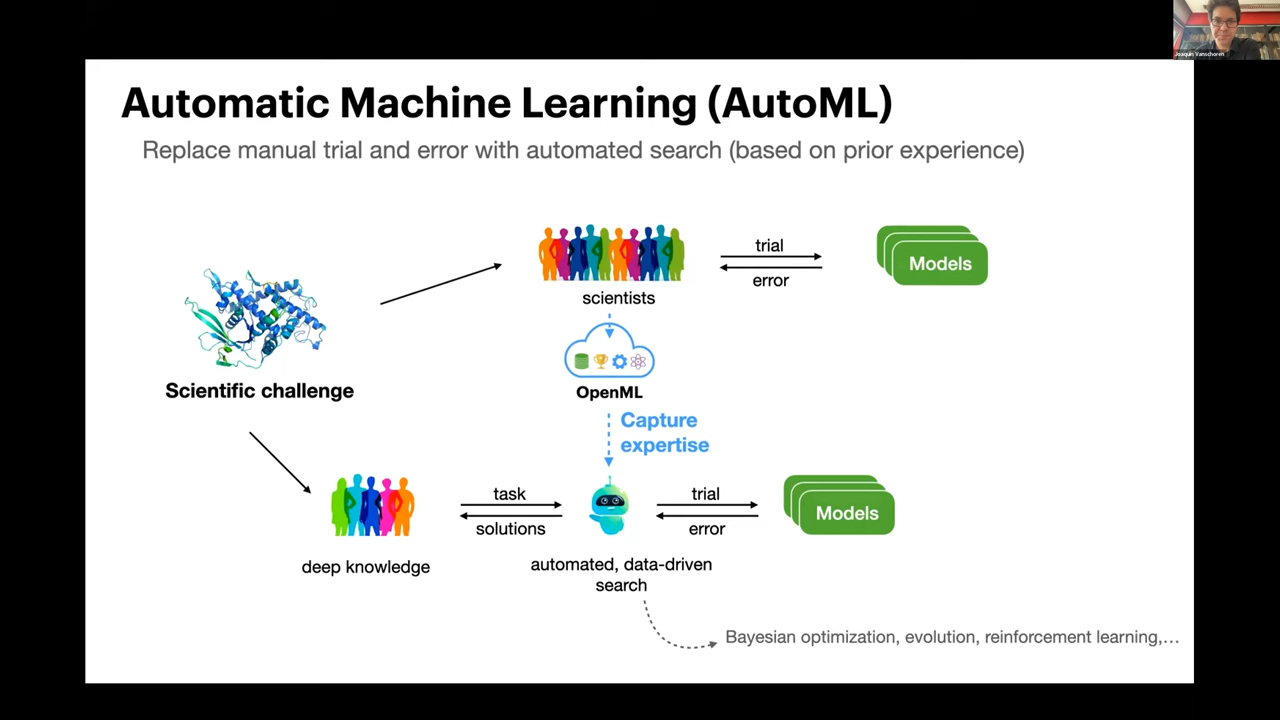 Joaquin Vanschoren
Automatic Machine Learning (AutoML)
Replace manual trial and error with automated search (based on prior experience)
trial
error
Models
scientists
OpenML
Scientific challenge
Capture
expertise
task
solutions
trial
error
Models
deep knowledge
automated, data-driven
search
Bayesian optimization, evolution, reinforcement learning,...